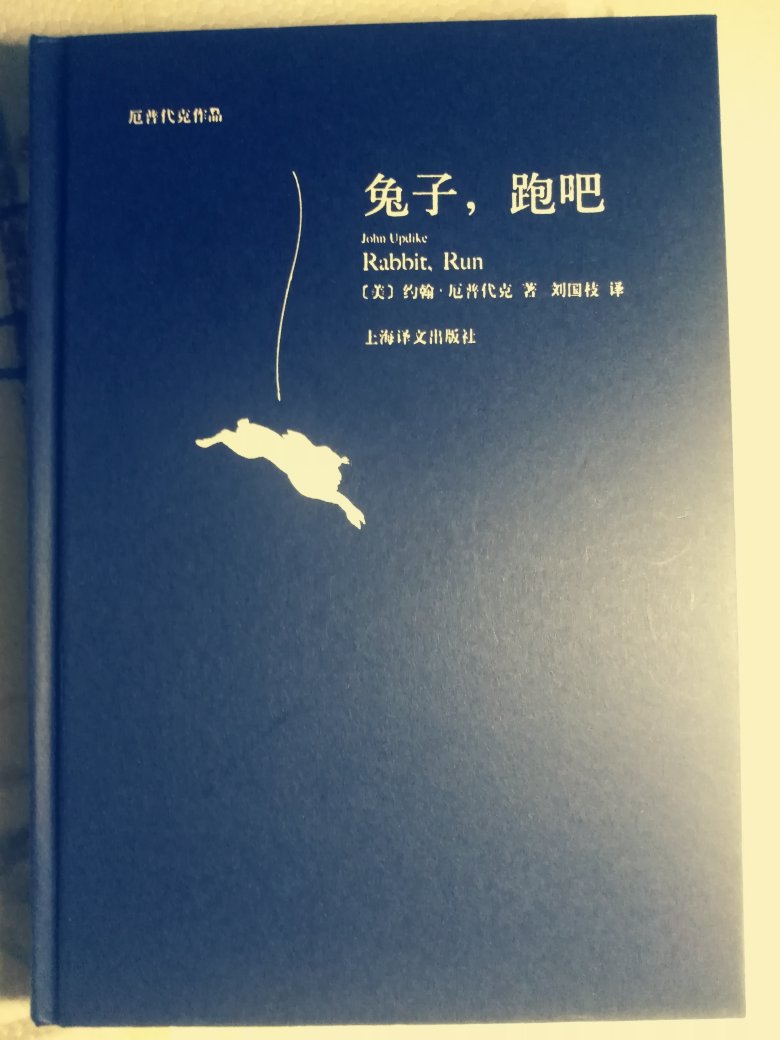 厄普代克作品
兔子，跑吧
John Updike
Rabbit, Run
〔美〕约翰·厄普代克 著 刘国枝 译
上海译文出版社